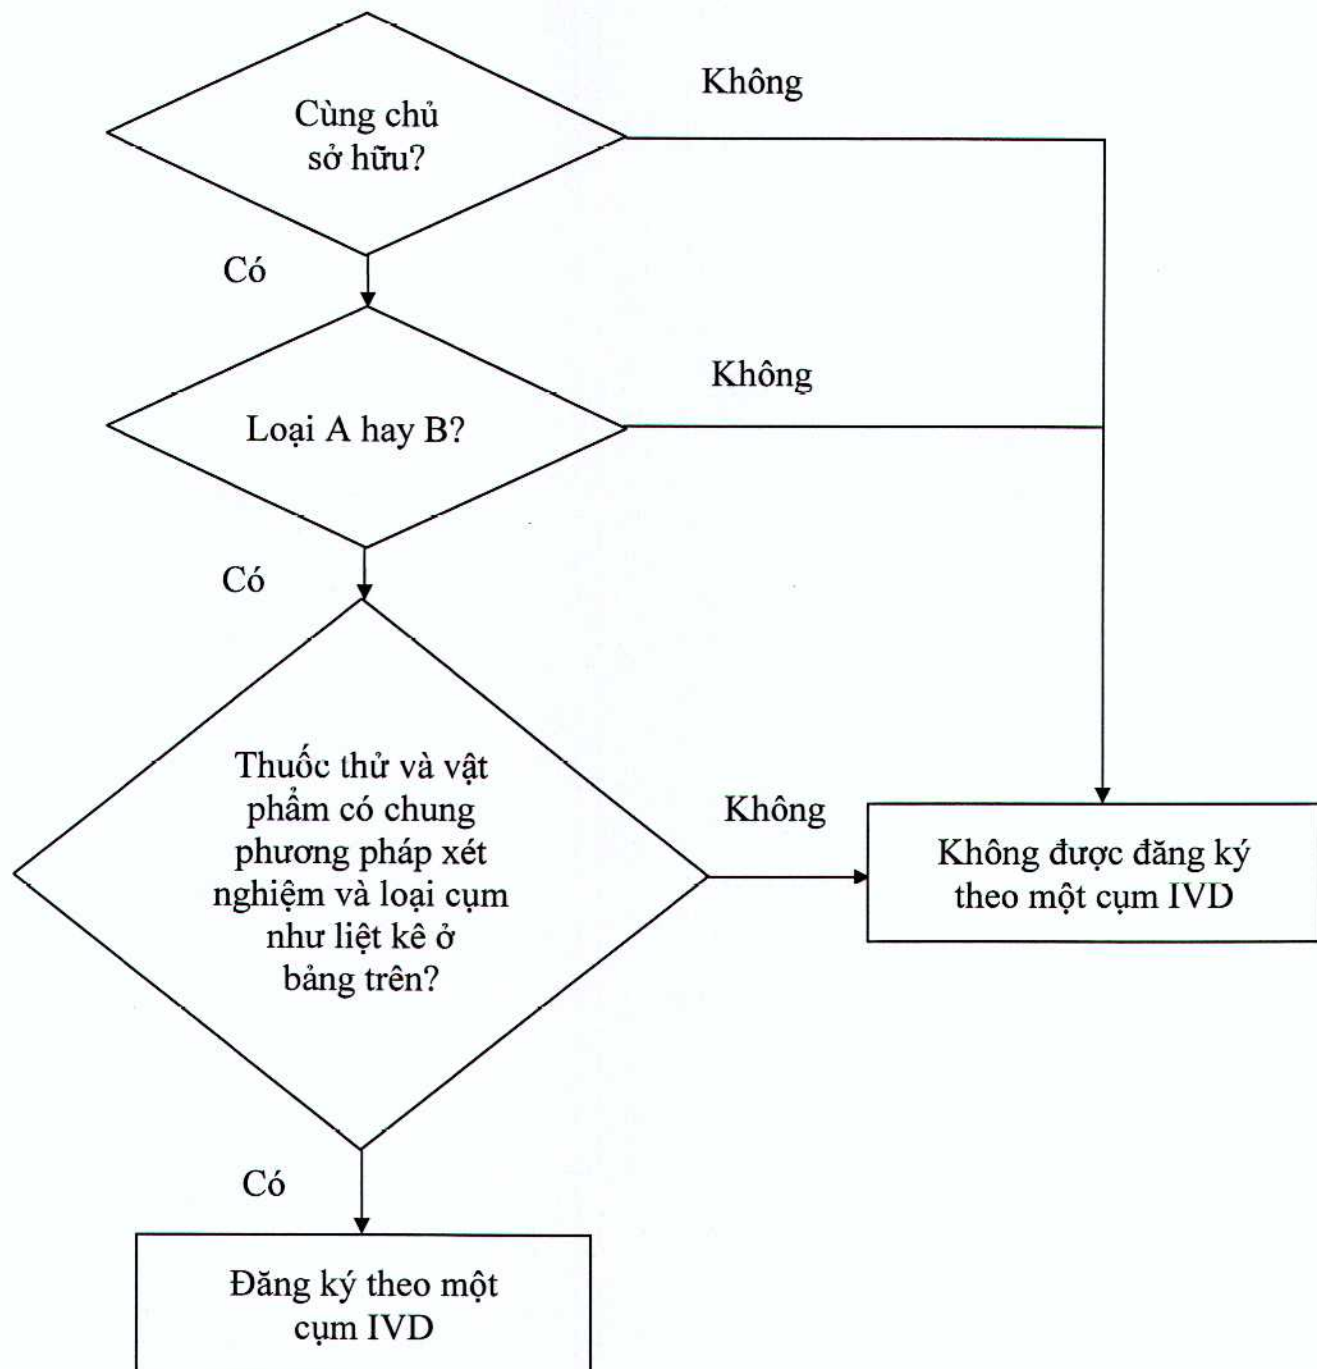 Không
Cùng chủ
sở hữu?
Có
Không
Loại A hay B?
Có
Thuốc thử và vật
phẩm có chung
phương pháp xét
nghiệm và loại cụm
như liệt kê ở
bảng trên?
Không
Không được đăng ký
theo một cụm IVD
Có
Đăng ký theo một
cụm IVD